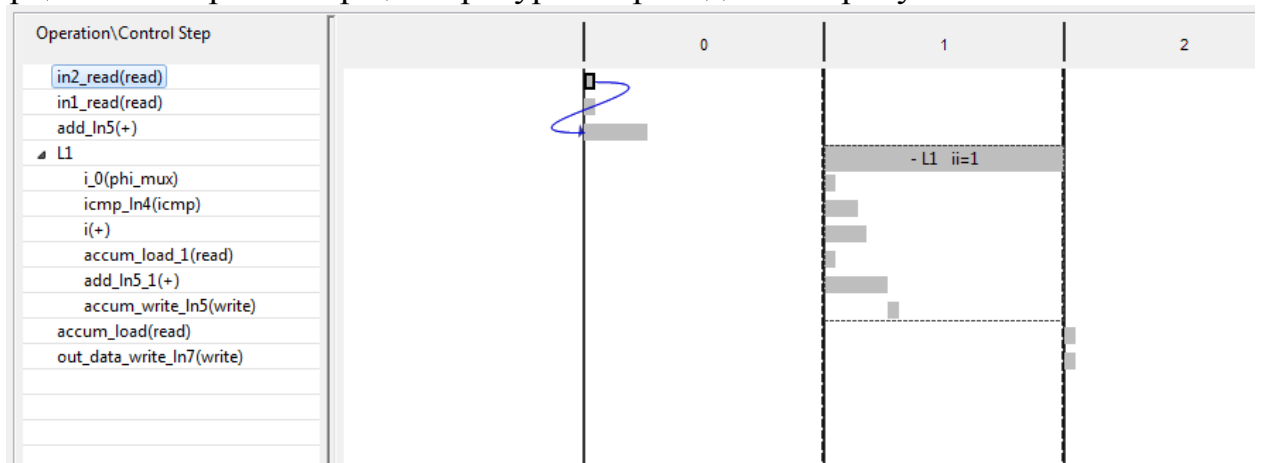 Operation\Control Step
0 1 2
in2_read(read)
in1_read(read)
add_ln5(+)
L1
- L1 ii=1
i_0(phi_mux)
icmp_ln4(icmp)
i(+)
accum_load_1(read)
add_ln5_1(+)
accum_write_ln5(write)
accum_load(read)
out_data_write_ln7(write)